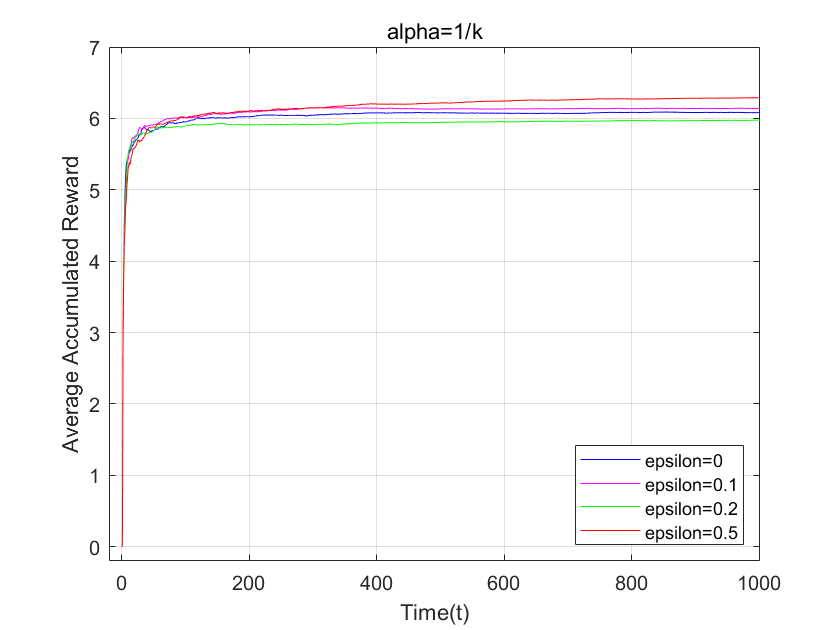 alpha=1/k
7
6
5
4
3
2
1
0
Average Accumulated Reward
epsilon=0
epsilon=0.1
epsilon=0.2
epsilon=0.5
0 200 400 600 800 1000
Time(t)